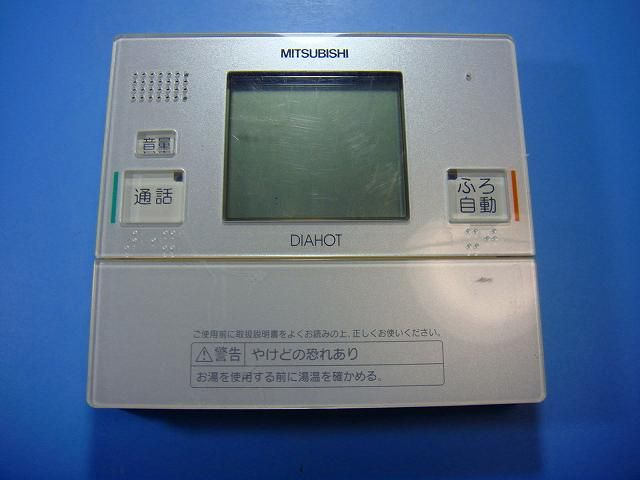 MITSUBISHI
音量
通話
ふろ
自動
DIAHOT
ご使用前に取扱説明書をよくお読みの上、正しくお使いください。
⚠警告 やけどの恐れあり
お湯を使用する前に湯温を確かめる。